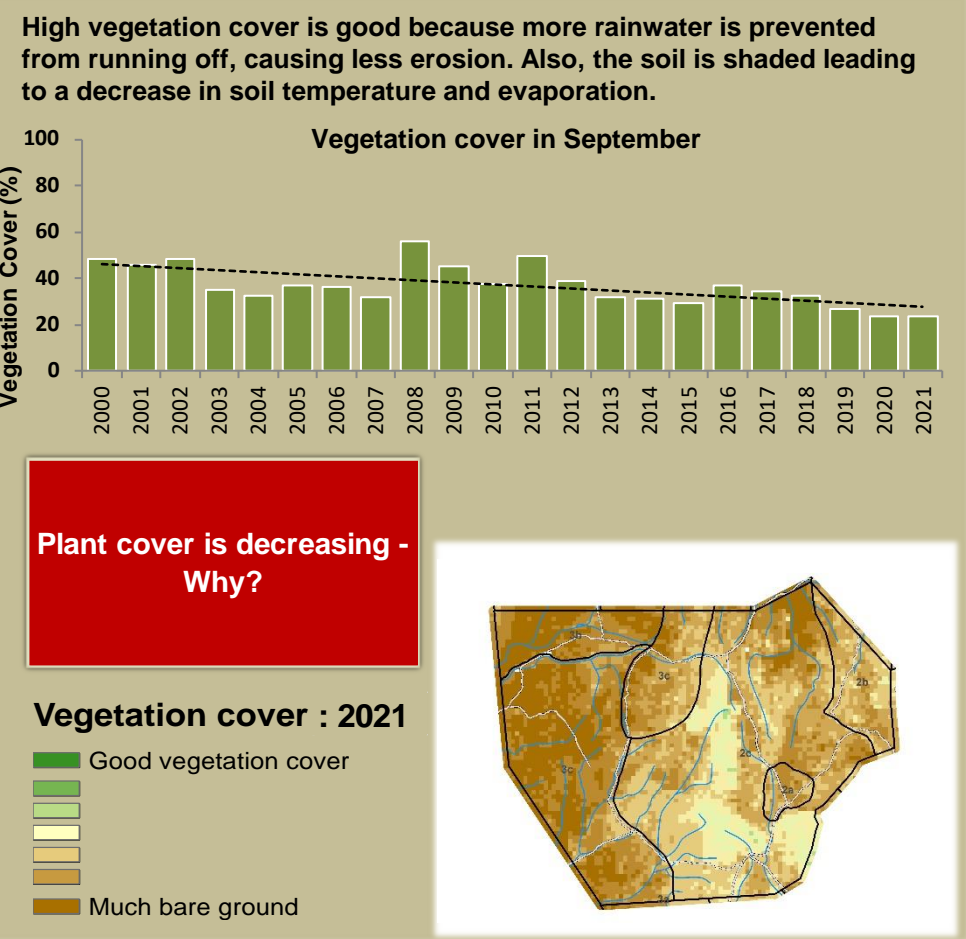 High vegetation cover is good because more rainwater is prevented
from running off, causing less erosion. Also, the soil is shaded leading
to a decrease in soil temperature and evaporation.
Vegetation cover in September
Vegetation Cover (%)
100
80
60
40
20
0
2000 2001 2002 2003 2004 2005 2006 2007 2008 2009 2010 2011 2012 2013 2014 2015 2016 2017 2018 2019 2020 2021
Plant cover is decreasing -
Why?
Vegetation cover : 2021
Good vegetation cover
Much bare ground
3b
3c
2b
2c
3c
2a